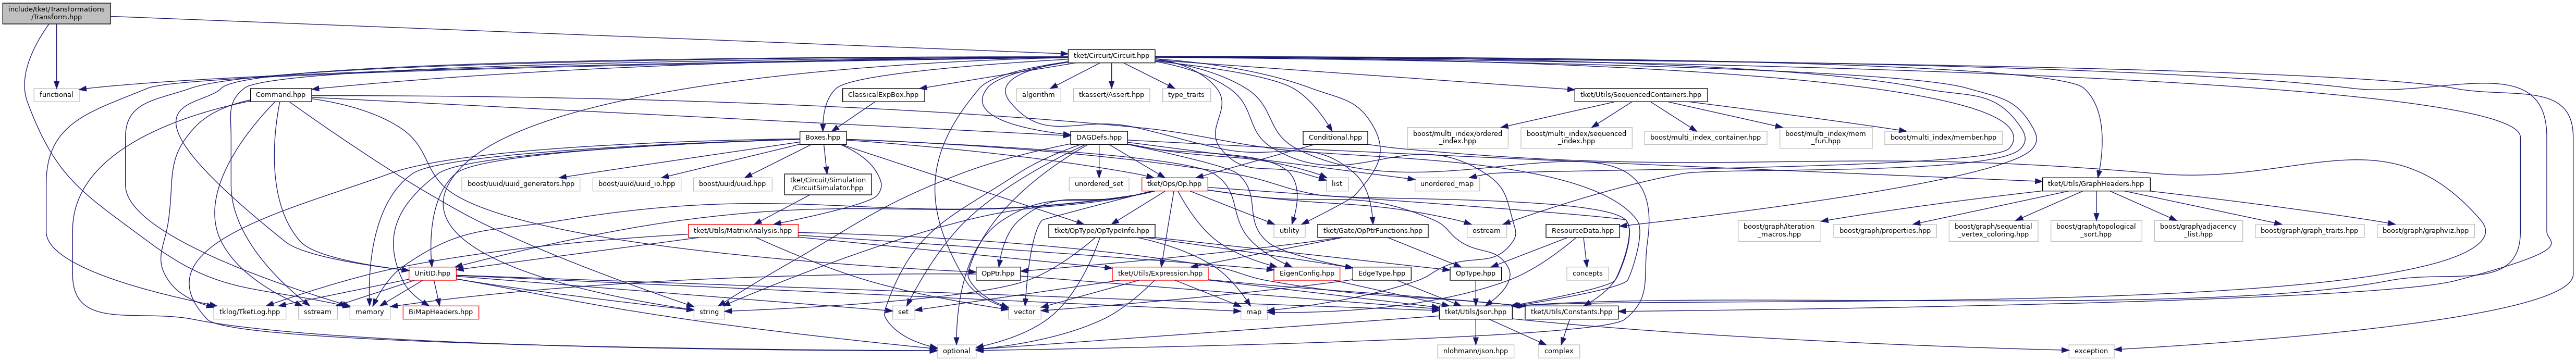 include/tket/Transformations
/Transform.hpp
tket/Circuit/Circuit.hpp
functional
Command.hpp
ClassicalExpBox.hpp
algorithm
tkassert/Assert.hpp
type_traits
tket/Utils/SequencedContainers.hpp
Boxes.hpp
DAGDefs.hpp
Conditional.hpp
boost/multi_index/ordered
_index.hpp
boost/multi_index/sequenced
_index.hpp
boost/multi_index_container.hpp
boost/multi_index/mem
_fun.hpp
boost/multi_index/member.hpp
boost/uuid/uuid_generators.hpp
boost/uuid/uuid_io.hpp
boost/uuid/uuid.hpp
tket/Circuit/Simulation
/CircuitSimulator.hpp
unordered_set
tket/Ops/Op.hpp
list
unordered_map
tket/Utils/GraphHeaders.hpp
tket/Utils/MatrixAnalysis.hpp
tket/OpType/OpTypeInfo.hpp
utility
tket/Gate/OpPtrFunctions.hpp
ostream
ResourceData.hpp
boost/graph/iteration
_macros.hpp
boost/graph/properties.hpp
boost/graph/sequential
_vertex_coloring.hpp
boost/graph/topological
_sort.hpp
boost/graph/adjacency
_list.hpp
boost/graph/graph_traits.hpp
boost/graph/graphviz.hpp
UnitID.hpp
OpPtr.hpp
tket/Utils/Expression.hpp
EigenConfig.hpp
EdgeType.hpp
OpType.hpp
concepts
tklog/TketLog.hpp
sstream
memory
BiMapHeaders.hpp
string
set
vector
map
tket/Utils/Json.hpp
tket/Utils/Constants.hpp
optional
nlohmann/json.hpp
complex
exception